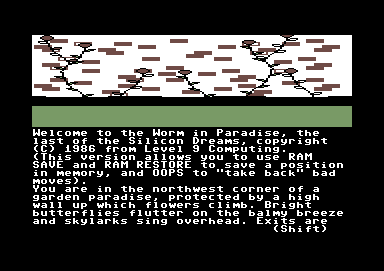 Welcome to the Worm in Paradise, the
last of the Silicon Dreams, copyright
(C) 1986 from Level 9 Computing.
(This version allows you to use RAM
SAVE and RAM RESTORE to save a position
in memory, and OOPS to "take back" bad
moves).
You are in the northwest corner of a
garden paradise, protected by a high
wall up which flowers climb. Bright
butterflies flutter on the balmy breeze
and skylarks sing overhead. Exits are
(Shift)